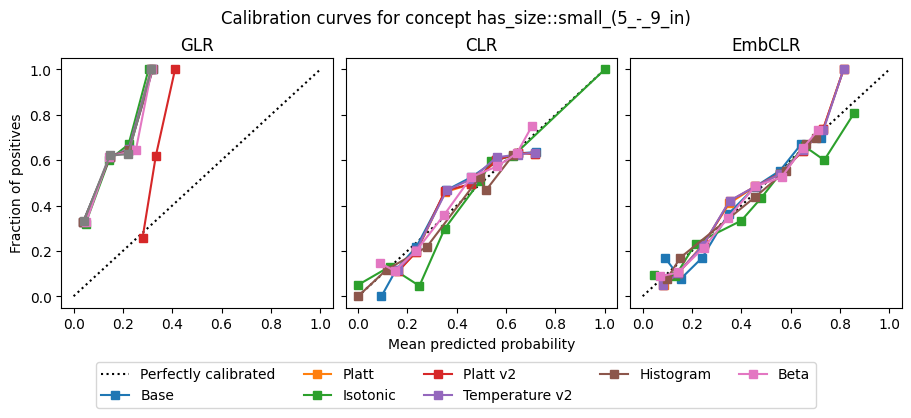 Calibration curves for concept has_size::small_(5_-_9_in)
GLR
CLR
EmbCLR
Fraction of positives
1.0
0.8
0.6
0.4
0.2
0.0
0.0 0.2 0.4 0.6 0.8 1.0
0.0 0.2 0.4 0.6 0.8 1.0
0.0 0.2 0.4 0.6 0.8 1.0
Mean predicted probability
Perfectly calibrated
Base
Platt
Isotonic
Platt v2
Temperature v2
Histogram
Beta